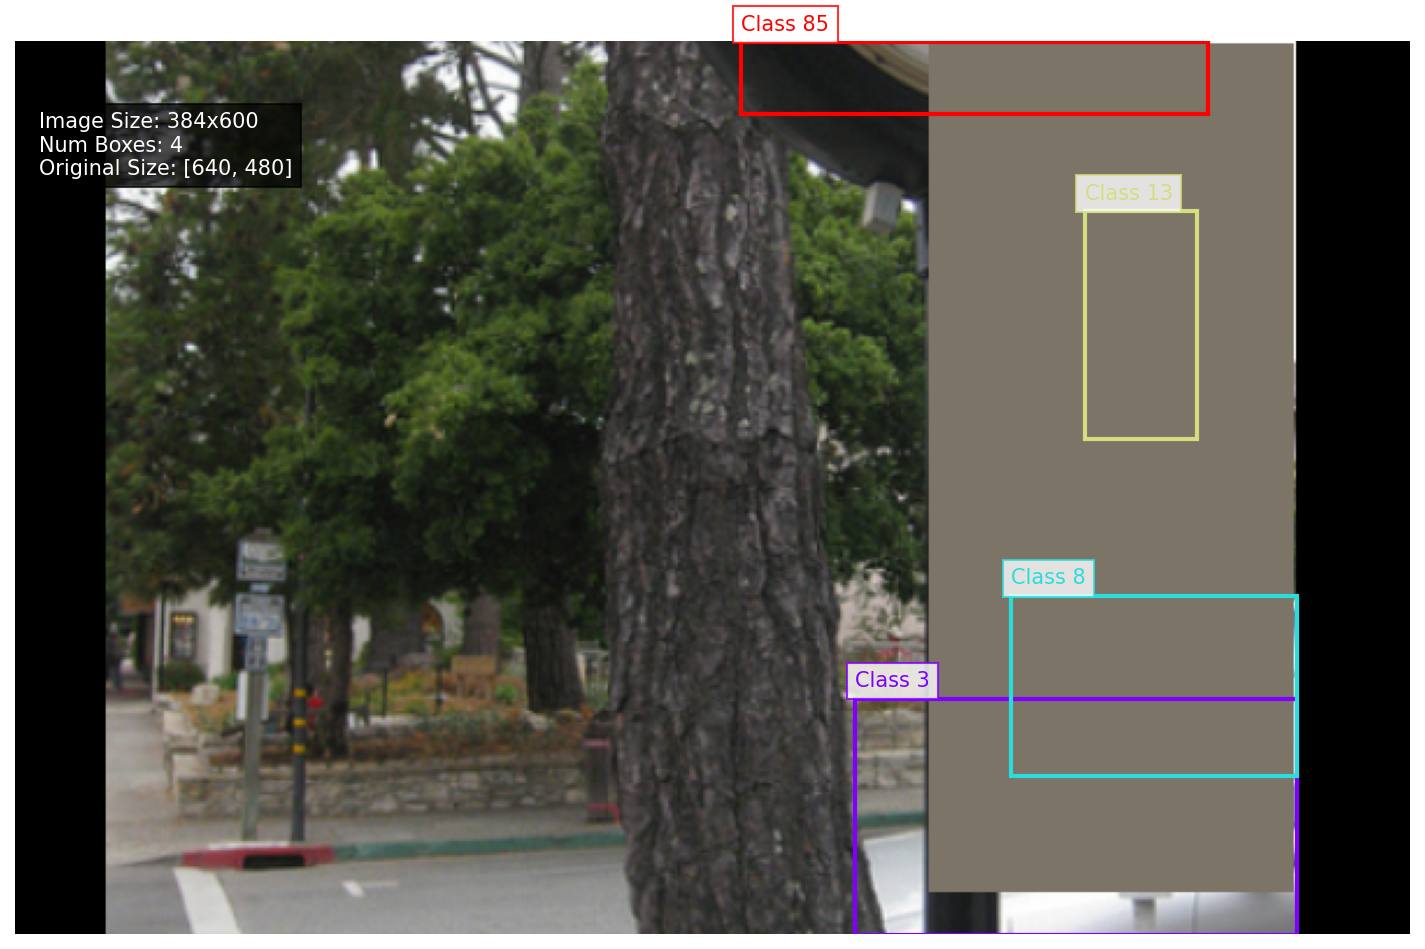 Class 85
Image Size: 384x600
Num Boxes: 4
Original Size: [640, 480]
Class 13
Class 8
Class 3